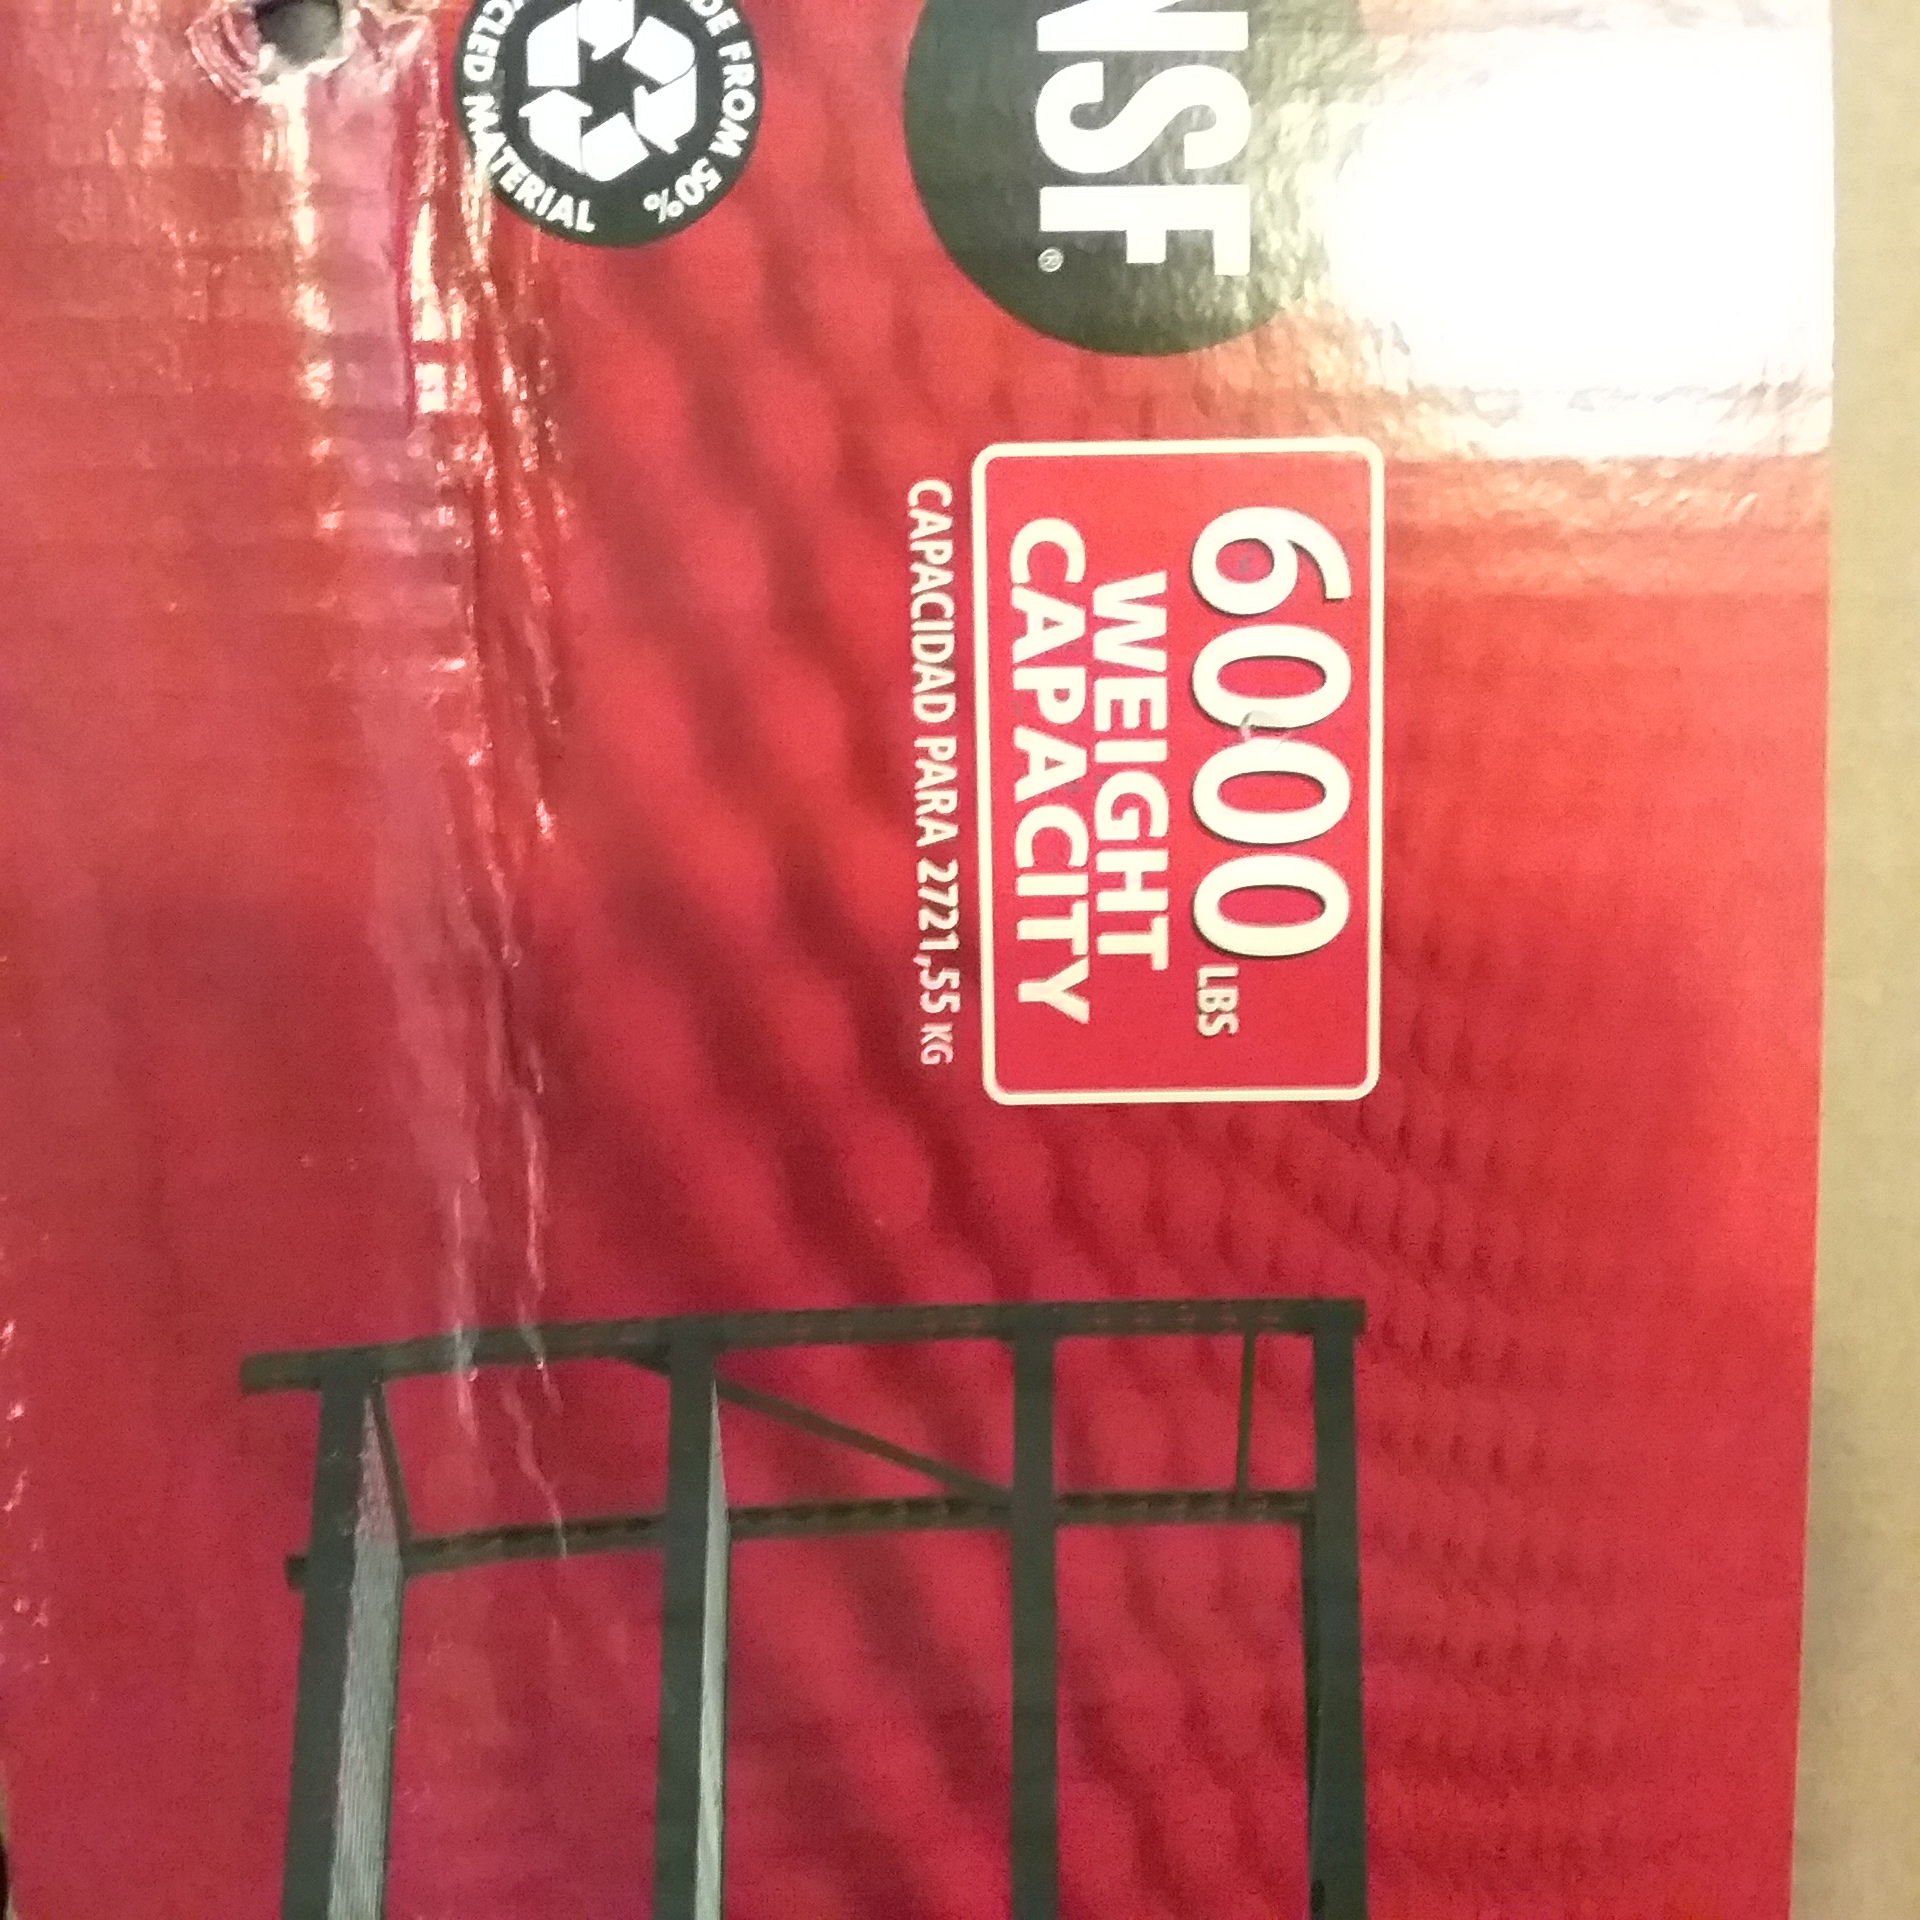 NSF®
DE FROM 50%
CLED MATERIAL
6000 LBS
WEIGHT
CAPACITY
CAPACIDAD PARA 2721,55 KG